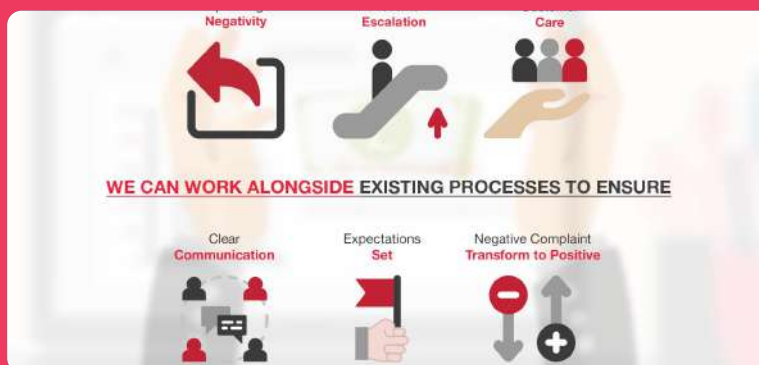 Negativity
Escalation
Care
WE CAN WORK ALONGSIDE EXISTING PROCESSES TO ENSURE
Clear
Communication
Expectations
Set
Negative Complaint
Transform to Positive